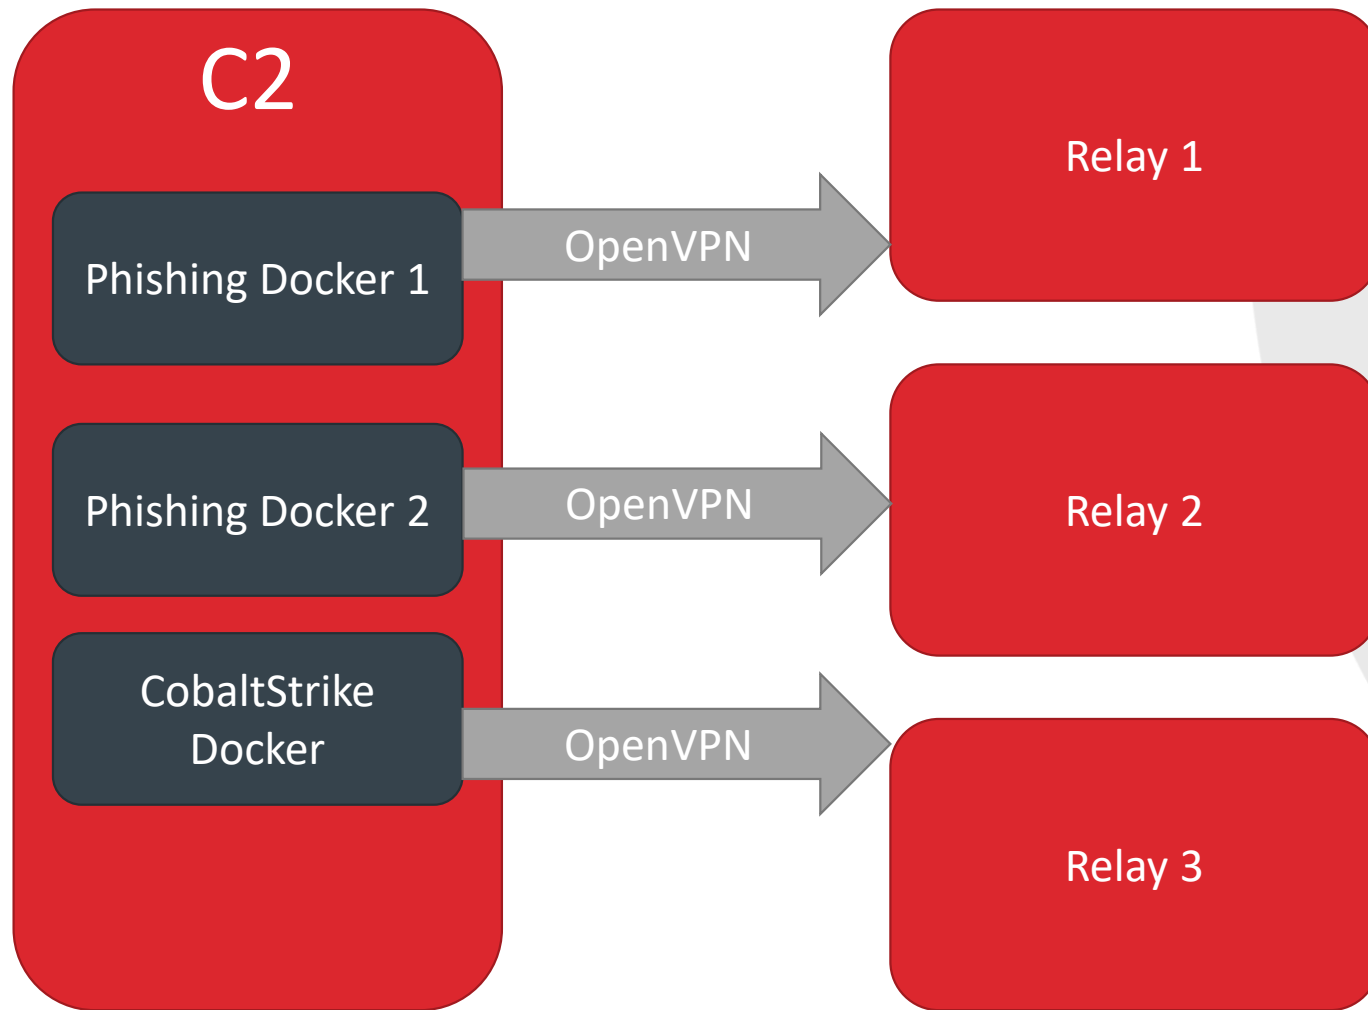 C2
Phishing Docker 1
OpenVPN
Relay 1
Phishing Docker 2
OpenVPN
Relay 2
CobaltStrike
Docker
OpenVPN
Relay 3